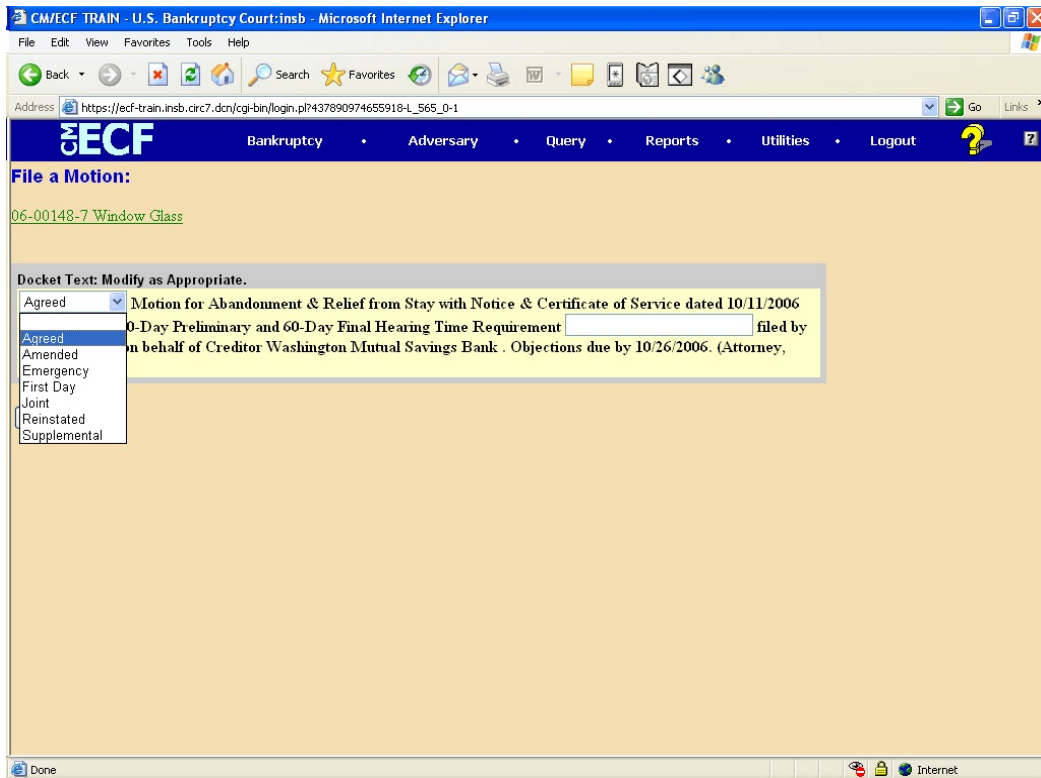 CM/ECF TRAIN - U.S. Bankruptcy Court:insb - Microsoft Internet Explorer
File Edit View Favorites Tools Help
Back Search Favorites
Address https://ecf-train.insb.circ7.dcn/cgi-bin/login.pl?437890974655918-L_565_0-1 Go Links
CM ECF Bankruptcy • Adversary • Query • Reports • Utilities • Logout ? ?
File a Motion:
06-00148-7 Window Glass
Docket Text: Modify as Appropriate.
Agreed Motion for Abandonment & Relief from Stay with Notice & Certificate of Service dated 10/11/2006
0-Day Preliminary and 60-Day Final Hearing Time Requirement filed by
Agreed
n behalf of Creditor Washington Mutual Savings Bank . Objections due by 10/26/2006. (Attorney,
Amended
Emergency
First Day
Joint
Reinstated
Supplemental
Done Internet